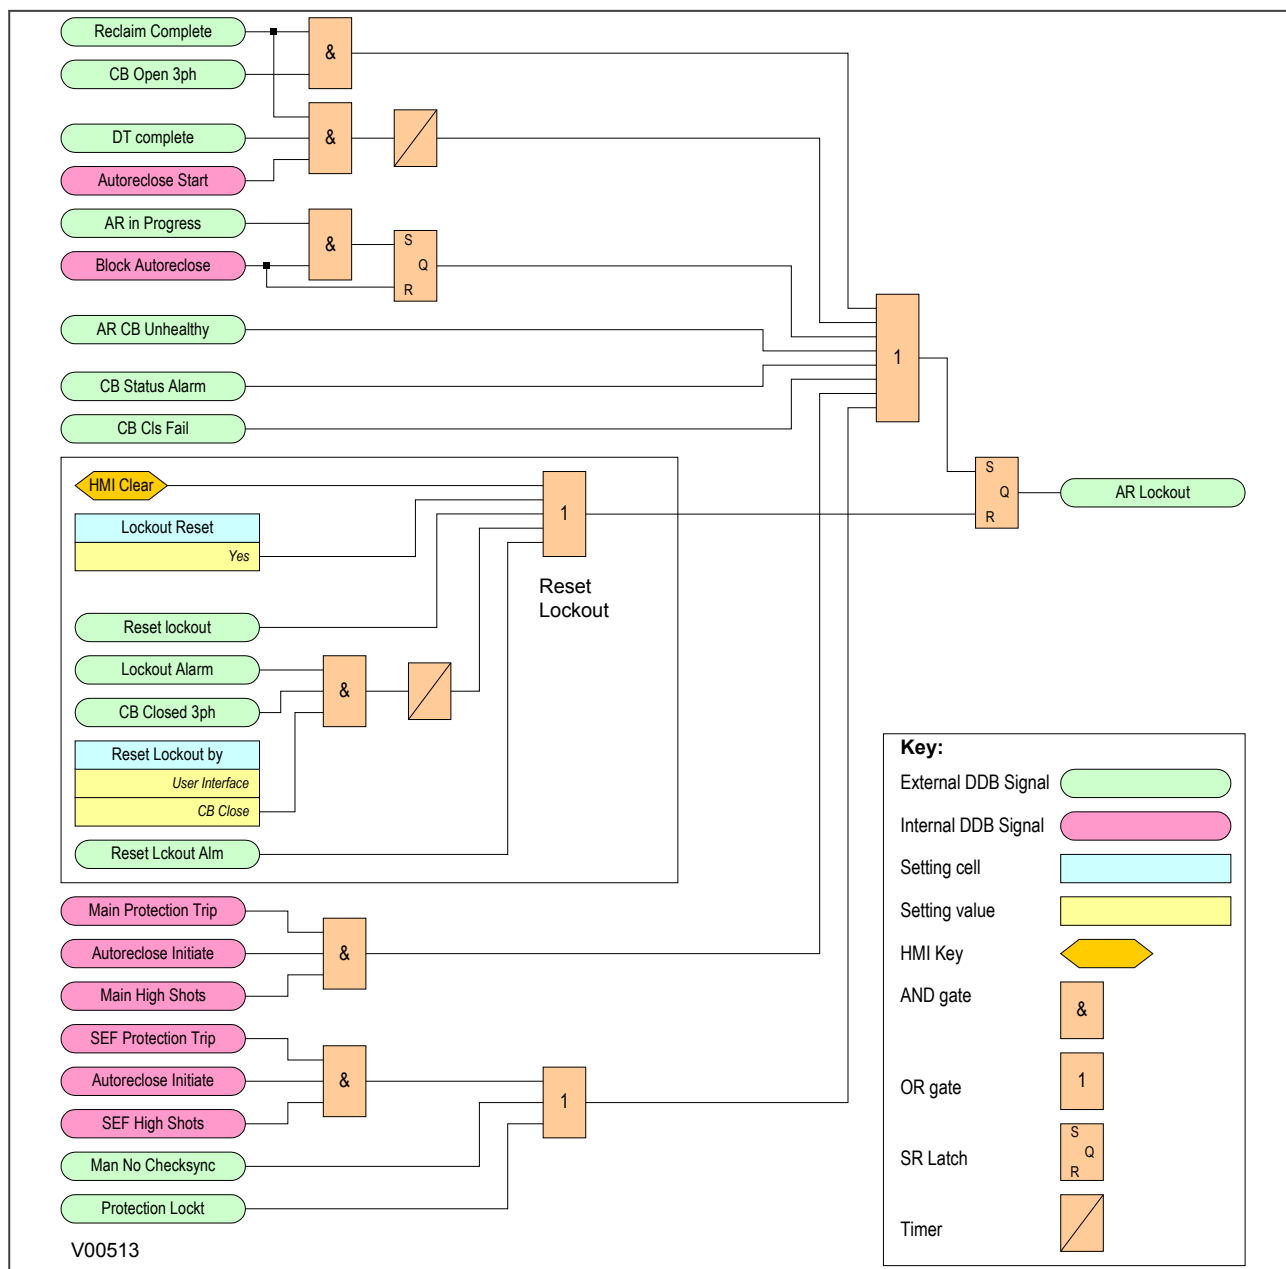 Reclaim Complete
&
CB Open 3ph
DT complete
&
Autoreclose Start
AR in Progress
&
S
Q
R
Block Autoreclose
AR CB Unhealthy
1
CB Status Alarm
CB Cls Fail
HMI Clear
Lockout Reset
Yes
1
Reset
Lockout
S
Q
R
AR Lockout
Reset lockout
Lockout Alarm
&
CB Closed 3ph
Reset Lockout by
User Interface
CB Close
Reset Lckout Alm
Main Protection Trip
Autoreclose Initiate
&
Main High Shots
SEF Protection Trip
Autoreclose Initiate
&
SEF High Shots
1
Man No Checksync
Protection Lockt
V00513
Key:
External DDB Signal
Internal DDB Signal
Setting cell
Setting value
HMI Key
AND gate
&
OR gate
1
SR Latch
S
Q
R
Timer